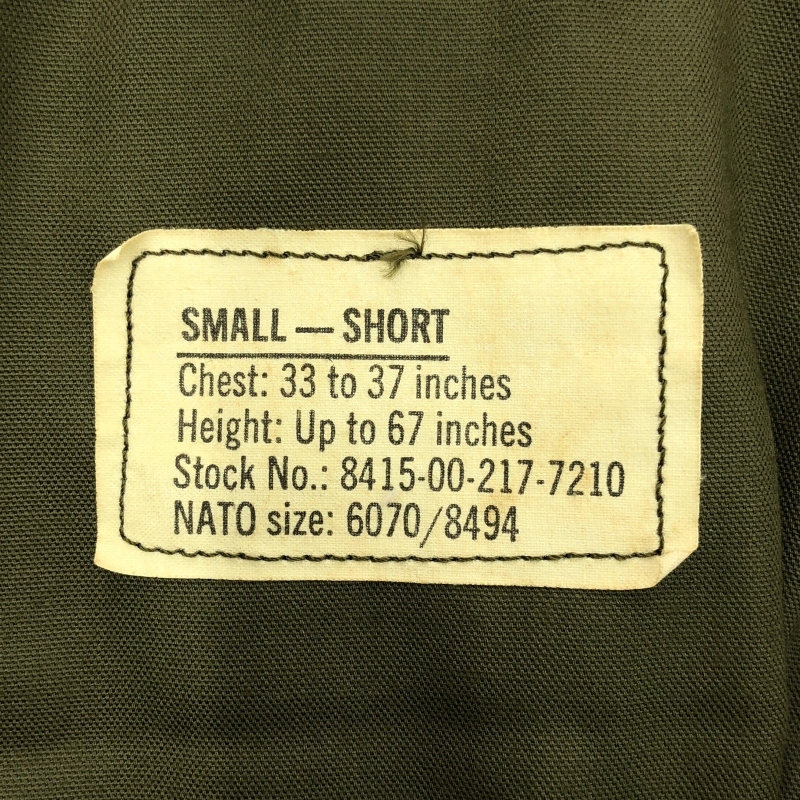 SMALL — SHORT
Chest: 33 to 37 inches
Height: Up to 67 inches
Stock No.: 8415-00-217-7210
NATO size: 6070/8494